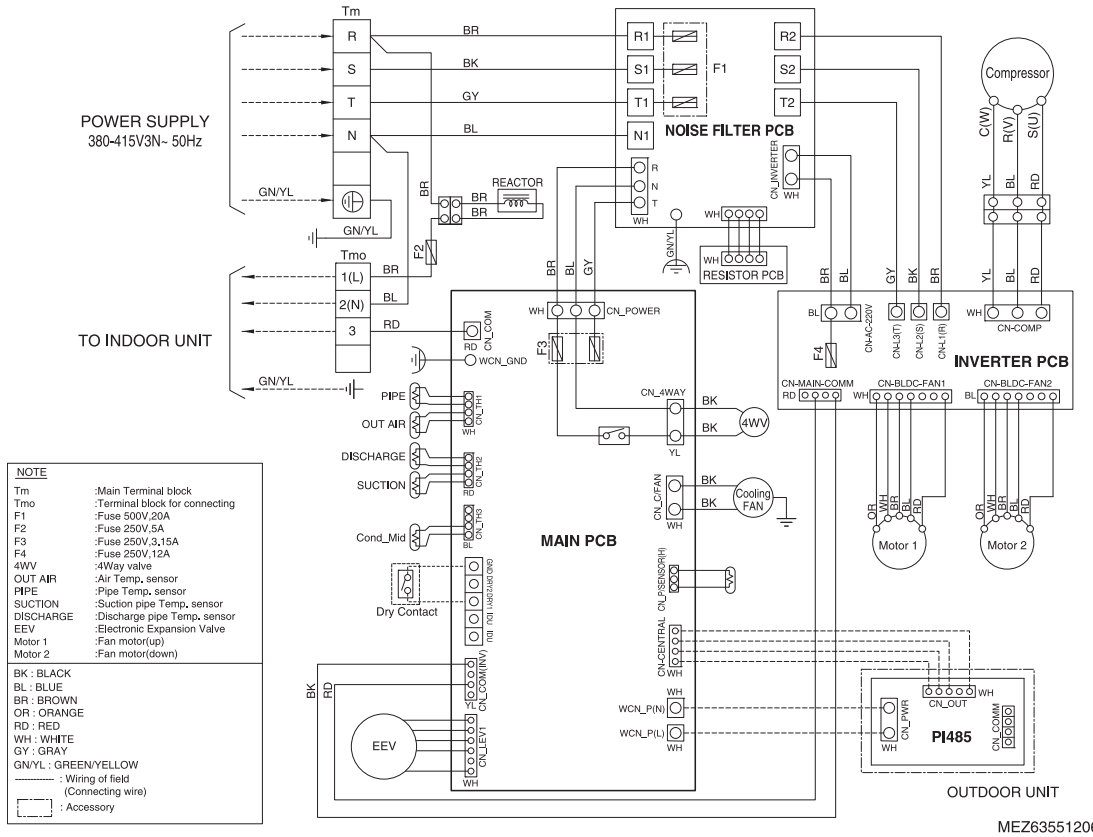 Tm
POWER SUPPLY
380-415V3N~ 50Hz
R
S
T
N
GN/YL
GN/YL
BR
BK
GY
BL
R1
S1
T1
N1
F1
R2
S2
T2
NOISE FILTER PCB
R
N
T
WH
CN_INVERTER
WH
WH
GN/YL
WH
RESISTOR PCB
REACTOR
BR
BR
BR
F2
Compressor
C(W)
R(V)
S(U)
YL
BL
RD
YL
BL
RD
Tmo
1(L)
2(N)
3
BR
BL
RD
TO INDOOR UNIT
GN/YL
BR
BL
GY
BR
BL
GY
BK
BR
BL
CN-AC-220V
CN-L3(T)
CN-L2(S)
CN-L1(R)
WH
CN-COMP
INVERTER PCB
F4
CN-MAIN-COMM
RD
CN-BLDC-FAN1
WH
CN-BLDC-FAN2
BL
OR
WH
BR
BL
RD
Motor 1
OR
WH
BR
BL
RD
Motor 2
WH
CN_POWER
F3
RD
CN_COM
WCN_GND
PIPE
OUT AIR
CN_TH1
WH
DISCHARGE
SUCTION
CN_TH2
RD
Cond_Mid
CN_TH3
BL
Dry Contact
GND
DRY2
DRY1
IDU
IDU
BK
RD
CN_COM(INV)
YL
EEV
CN_LEV1
WH
MAIN PCB
CN_4WAY
YL
BK
BK
4WV
CN_C/FAN
WH
BK
BK
Cooling
FAN
CN_P/SENSOR(H)
CN-CENTRAL
WH
WH
WCN_P(N)
WCN_P(L)
WH
WH
CN_OUT
CN_PWR
WH
PI485
CN_COMM
OUTDOOR UNIT
NOTE
Tm :Main Terminal block
Tmo :Terminal block for connecting
F1 :Fuse 500V,20A
F2 :Fuse 250V,5A
F3 :Fuse 250V,3.15A
F4 :Fuse 250V,12A
4WV :4Way valve
OUT AIR :Air Temp. sensor
PIPE :Pipe Temp. sensor
SUCTION :Suction pipe Temp. sensor
DISCHARGE :Discharge pipe Temp. sensor
EEV :Electronic Expansion Valve
Motor 1 :Fan motor(up)
Motor 2 :Fan motor(down)
BK : BLACK
BL : BLUE
BR : BROWN
OR : ORANGE
RD : RED
WH : WHITE
GY : GRAY
GN/YL : GREEN/YELLOW
: Wiring of field
(Connecting wire)
: Accessory